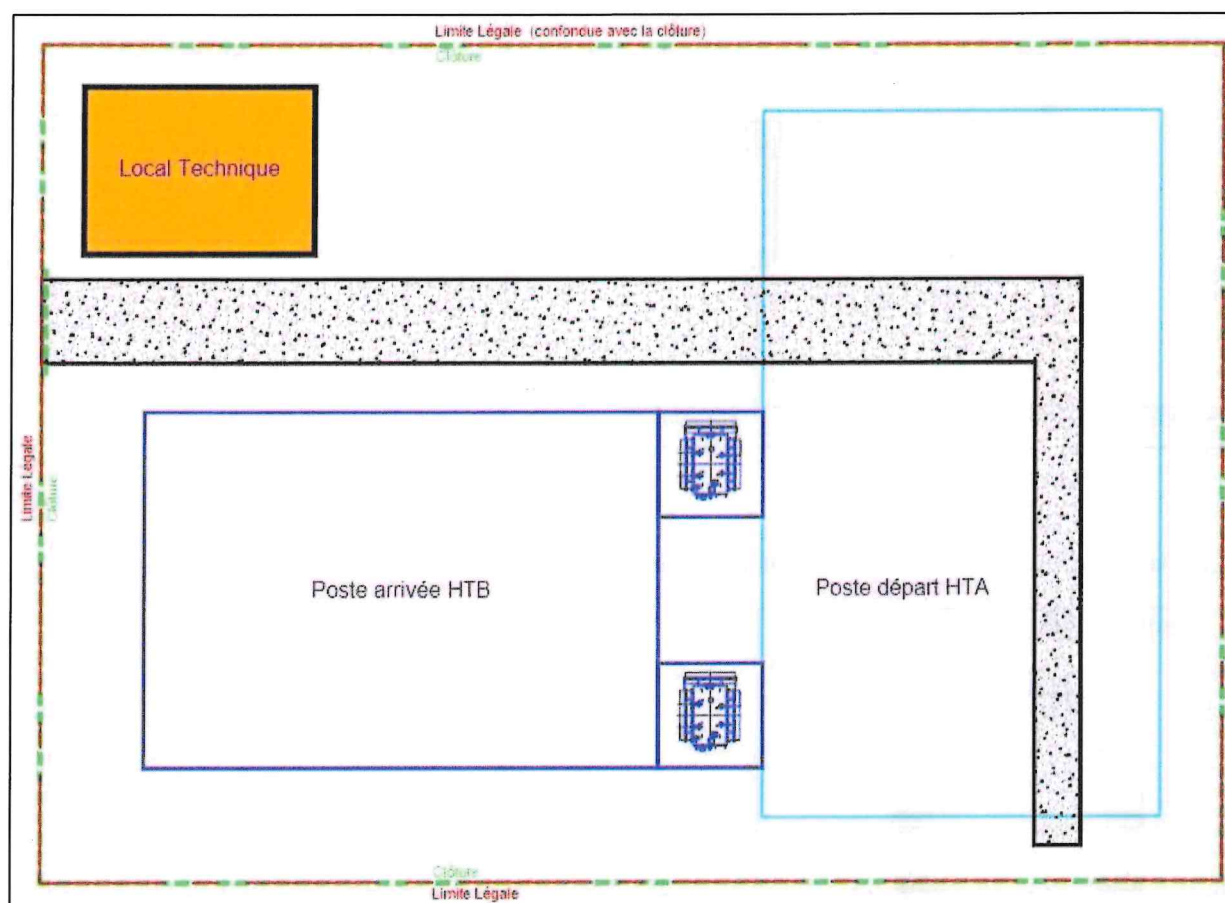 Limite Légale (confondue avec la clôture)
Clôture
Local Technique
Limite Légale
Clôture
Poste arrivée HTB
Poste départ HTA
Clôture
Limite Légale